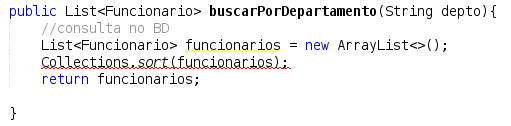 public List<Funcionario> buscarPorDepartamento(String depto){
//consulta no BD
List<Funcionario> funcionarios = new ArrayList<>();
Collections.sort(funcionarios);
return funcionarios;
}